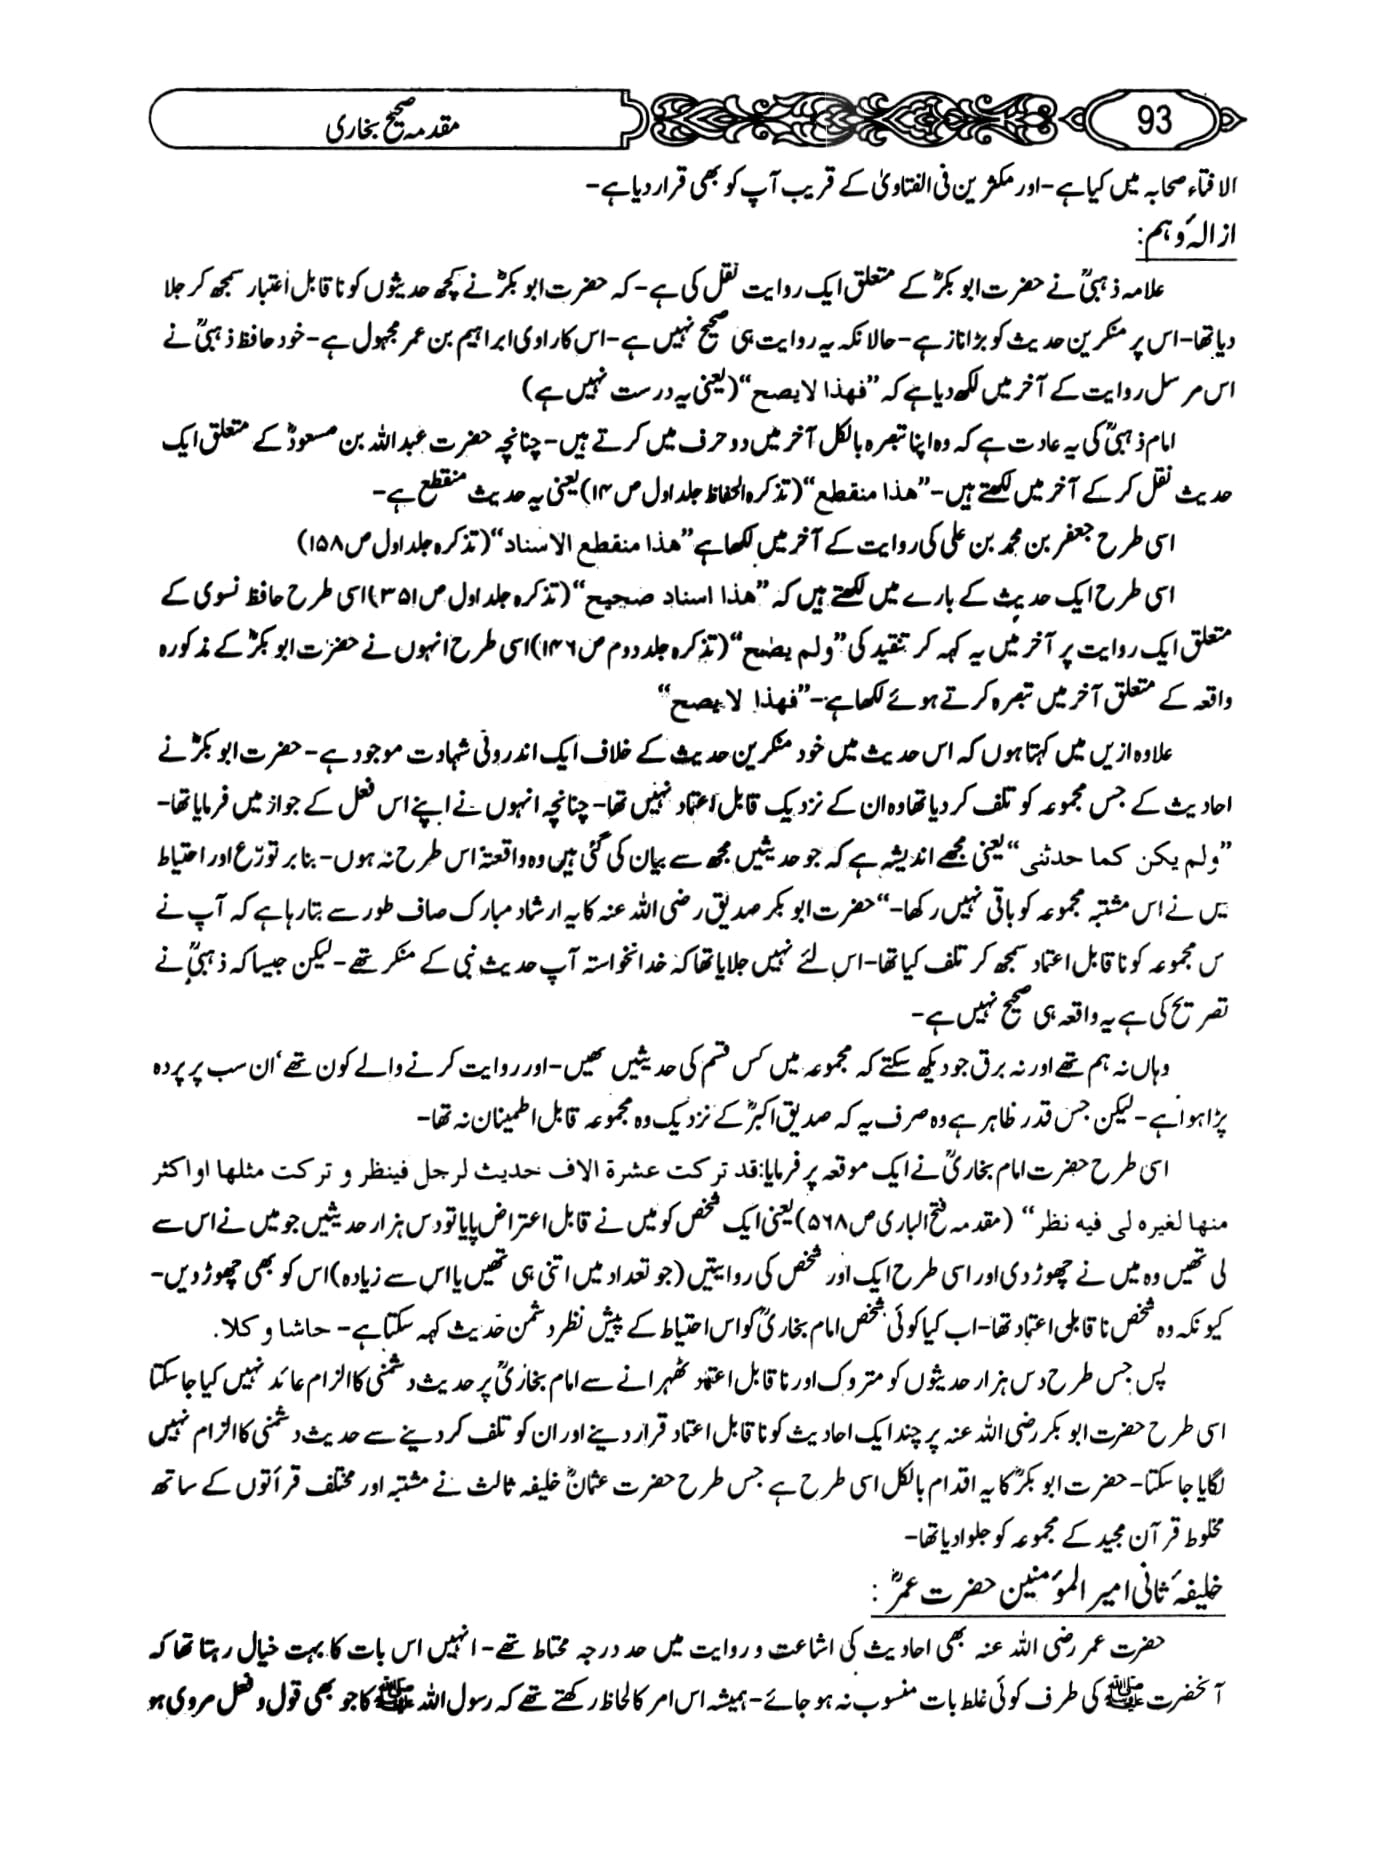 مقدمہ صحیح بخاری
93
الافتاء صحابہ میں کیا ہے-اور مکثرین فی الفتاویٰ کے قریب آپ کو بھی قرار دیا ہے-
ازالہٴ وہم:
علامہ ذہبیؒ نے حضرت ابوبکرؓ کے متعلق ایک روایت نقل کی ہے-کہ حضرت ابوبکرؓ نے کچھ حدیثوں کو ناقابل اعتبار سمجھ کر جلا
دیا تھا-اس پر منکرین حدیث کو بڑا ناز ہے-حالانکہ یہ روایت ہی صحیح نہیں ہے-اس کا راوی ابراہیم بن عمر مجہول ہے-خود حافظ ذہبیؒ نے
اس مرسل روایت کے آخر میں لکھ دیا ہے کہ ”فهذا لا یصح“(یعنی یہ درست نہیں ہے)
امام ذہبیؒ کی یہ عادت ہے کہ وہ اپنا تبصرہ بالکل آخر میں دو حرف میں کرتے ہیں-چنانچہ حضرت عبداللہ بن مسعودؓ کے متعلق ایک
حدیث نقل کر کے آخر میں لکھتے ہیں-”هذا منقطع“(تذکرہ الحفاظ جلد اول ص ۱۴)یعنی یہ حدیث منقطع ہے-
اسی طرح جعفر بن محمد بن علی کی روایت کے آخر میں لکھا ہے”هذا منقطع الاسناد“(تذکرہ جلد اول ص ۱۵۸)
اسی طرح ایک حدیث کے بارے میں لکھتے ہیں کہ ”هذا اسناد صحیح“(تذکرہ جلد اول ص ۳۵۱)اسی طرح حافظ نسوی کے
متعلق ایک روایت پر آخر میں یہ کہہ کر تنقید کی”ولم یصح“(تذکرہ جلد دوم ص ۱۴۶)اسی طرح انہوں نے حضرت ابوبکرؓ کے مذکورہ
واقعہ کے متعلق آخر میں تبصرہ کرتے ہوئے لکھا ہے-”فهذا لا یصح“
علاوہ ازیں میں کہتا ہوں کہ اس حدیث میں خود منکرین حدیث کے خلاف ایک اندرونی شہادت موجود ہے-حضرت ابوبکرؓ نے
احادیث کے جس مجموعہ کو تلف کر دیا تھا وہ ان کے نزدیک قابل اعتماد نہیں تھا-چنانچہ انہوں نے اپنے اس فعل کے جواز میں فرمایا تھا-
”ولم یکن کما حدثنی“یعنی مجھے اندیشہ ہے کہ جو حدیثیں مجھ سے بیان کی گئی ہیں وہ واقعتہً اس طرح نہ ہوں-بنا بر تورّع اور احتیاط
یں نے اس مشتبہ مجموعہ کو باقی نہیں رکھا-“حضرت ابوبکر صدیق رضی اللہ عنہ کا یہ ارشاد مبارک صاف طور سے بتا رہا ہے کہ آپ نے
س مجموعہ کو ناقابل اعتماد سمجھ کر تلف کیا تھا-اس لئے نہیں جلایا تھا کہ خدانخواستہ آپ حدیث نبی کے منکر تھے-لیکن جیسا کہ ذہبیؒ نے
تصریح کی ہے یہ واقعہ ہی صحیح نہیں ہے-
وہاں نہ ہم تھے اور نہ برق جو دیکھ سکتے کہ مجموعہ میں کس قسم کی حدیثیں تھیں-اور روایت کرنے والے کون تھے‘ان سب پر پردہ
پڑا ہوا ہے-لیکن جس قدر ظاہر ہے وہ صرف یہ کہ صدیق اکبرؓ کے نزدیک وہ مجموعہ قابل اطمینان نہ تھا-
اسی طرح حضرت امام بخاریؒ نے ایک موقعہ پر فرمایا:قد ترکت عشرة الاف حدیث لرجل فینظر و ترکت مثلها او اکثر
منها لغیره لی فیه نظر“ (مقدمہ فتح الباری ص ۵۶۸)یعنی ایک شخص کو میں نے قابل اعتراض پایا تو دس ہزار حدیثیں جو میں نے اس سے
لی تھیں وہ میں نے چھوڑ دی اور اسی طرح ایک اور شخص کی روایتیں (جو تعداد میں اتنی ہی تھیں یا اس سے زیادہ)اس کو بھی چھوڑ دیں-
کیونکہ وہ شخص ناقابل اعتماد تھا-اب کیا کوئی شخص امام بخاریؒ کو اس احتیاط کے پیش نظر دشمن حدیث کہہ سکتا ہے-حاشا و کلا.
پس جس طرح دس ہزار حدیثوں کو متروک اور ناقابل اعتماد ٹھہرانے سے امام بخاریؒ پر حدیث دشمنی کا الزام عائد نہیں کیا جا سکتا
اسی طرح حضرت ابوبکر رضی اللہ عنہ پر چند ایک احادیث کو ناقابل اعتماد قرار دینے اور ان کو تلف کر دینے سے حدیث دشمنی کا الزام نہیں
لگایا جا سکتا-حضرت ابوبکرؓ کا یہ اقدام بالکل اسی طرح ہے جس طرح حضرت عثمانؓ خلیفہ ثالث نے مشتبہ اور مختلف قرأتوں کے ساتھ
مخلوط قرآن مجید کے مجموعہ کو جلوا دیا تھا-
خلیفہٴ ثانی امیر المؤمنین حضرت عمرؓ :
حضرت عمر رضی اللہ عنہ بھی احادیث کی اشاعت و روایت میں حد درجہ محتاط تھے-انہیں اس بات کا بہت خیال رہتا تھا کہ
آنحضرت ﷺ کی طرف کوئی غلط بات منسوب نہ ہو جائے-ہمیشہ اس امر کا لحاظ رکھتے تھے کہ رسول اللہ ﷺ کا جو بھی قول و فعل مروی ہو